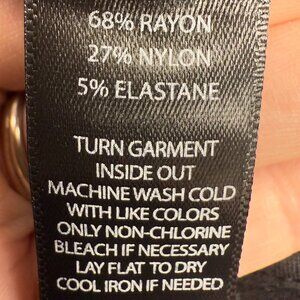 68% RAYON
27% NYLON
5% ELASTANE
TURN GARMENT
INSIDE OUT
MACHINE WASH COLD
WITH LIKE COLORS
ONLY NON-CHLORINE
BLEACH IF NECESSARY
LAY FLAT TO DRY
COOL IRON IF NEEDED